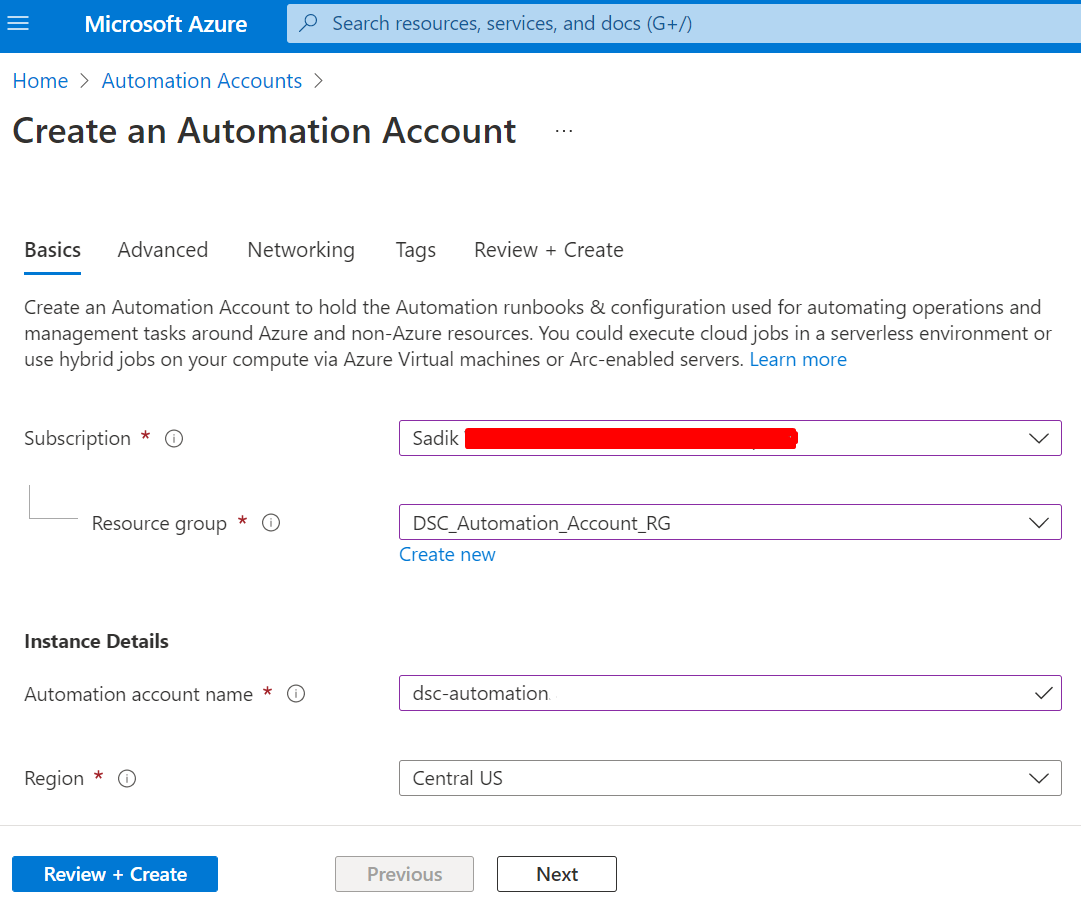 Microsoft Azure
Search resources, services, and docs (G+/)
Home > Automation Accounts >
Create an Automation Account ...
Basics Advanced Networking Tags Review + Create
Create an Automation Account to hold the Automation runbooks & configuration used for automating operations and
management tasks around Azure and non-Azure resources. You could execute cloud jobs in a serverless environment or
use hybrid jobs on your compute via Azure Virtual machines or Arc-enabled servers. Learn more
Subscription * Sadik
Resource group * DSC_Automation_Account_RG
Create new
Instance Details
Automation account name * dsc-automation
Region * Central US
Review + Create Previous Next